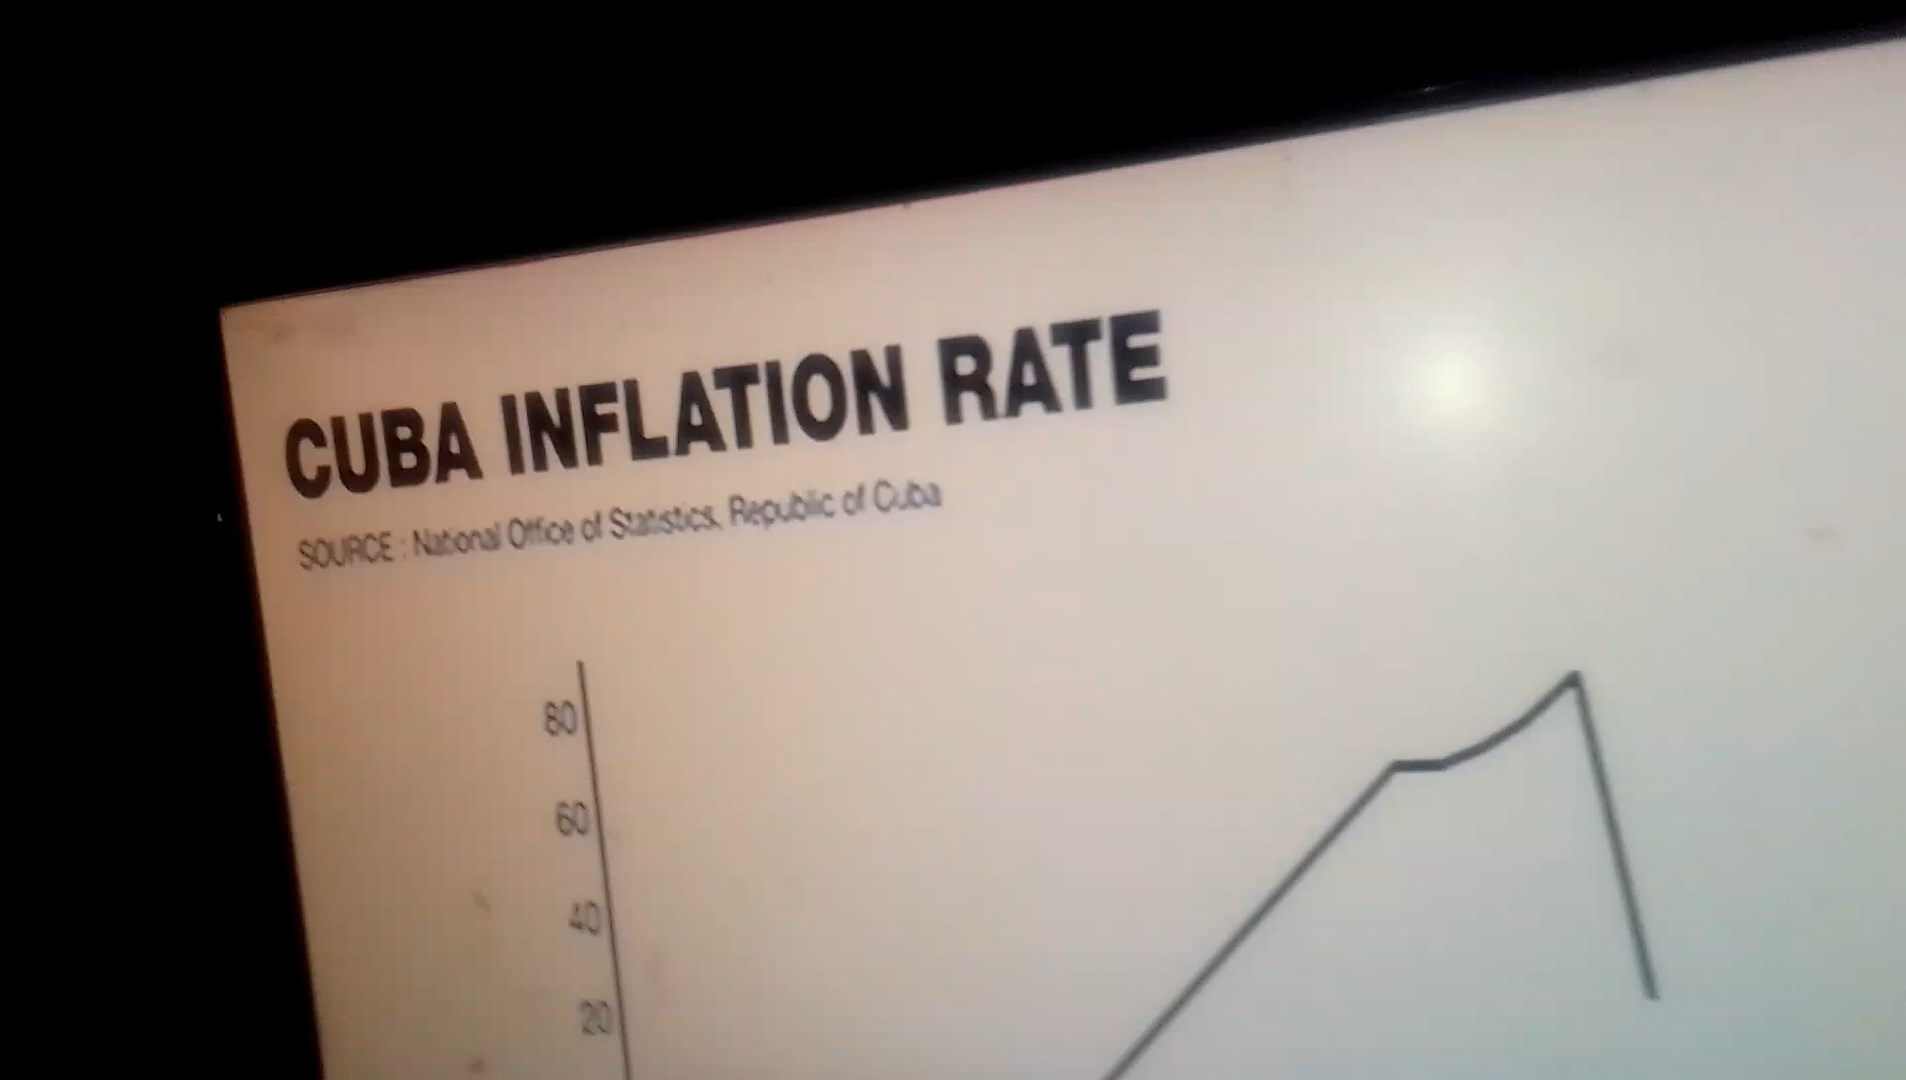 CUBA INFLATION RATE
SOURCE : National Office of Statistics, Republic of Cuba
80
60
40
20